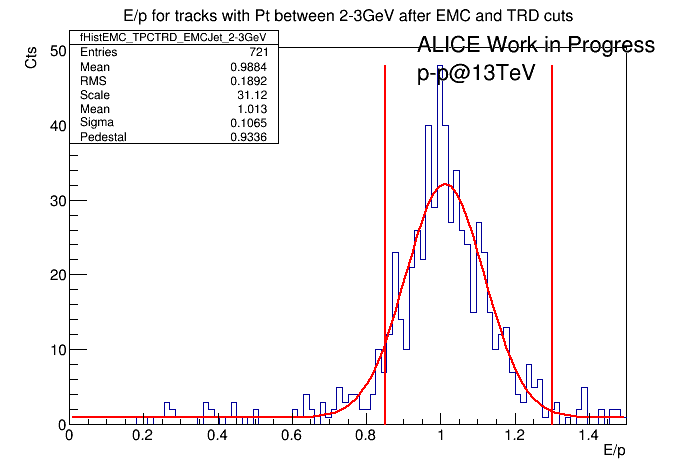 E/p for tracks with Pt between 2-3GeV after EMC and TRD cuts
fHistEMC_TPCTRD_EMCJet_2-3GeV
Entries 721
Mean 0.9884
RMS 0.1892
Scale 31.12
Mean 1.013
Sigma 0.1065
Pedestal 0.9336
ALICE Work in Progress
p-p@13TeV
Cts
50
40
30
20
10
0
0 0.2 0.4 0.6 0.8 1 1.2 1.4
E/p